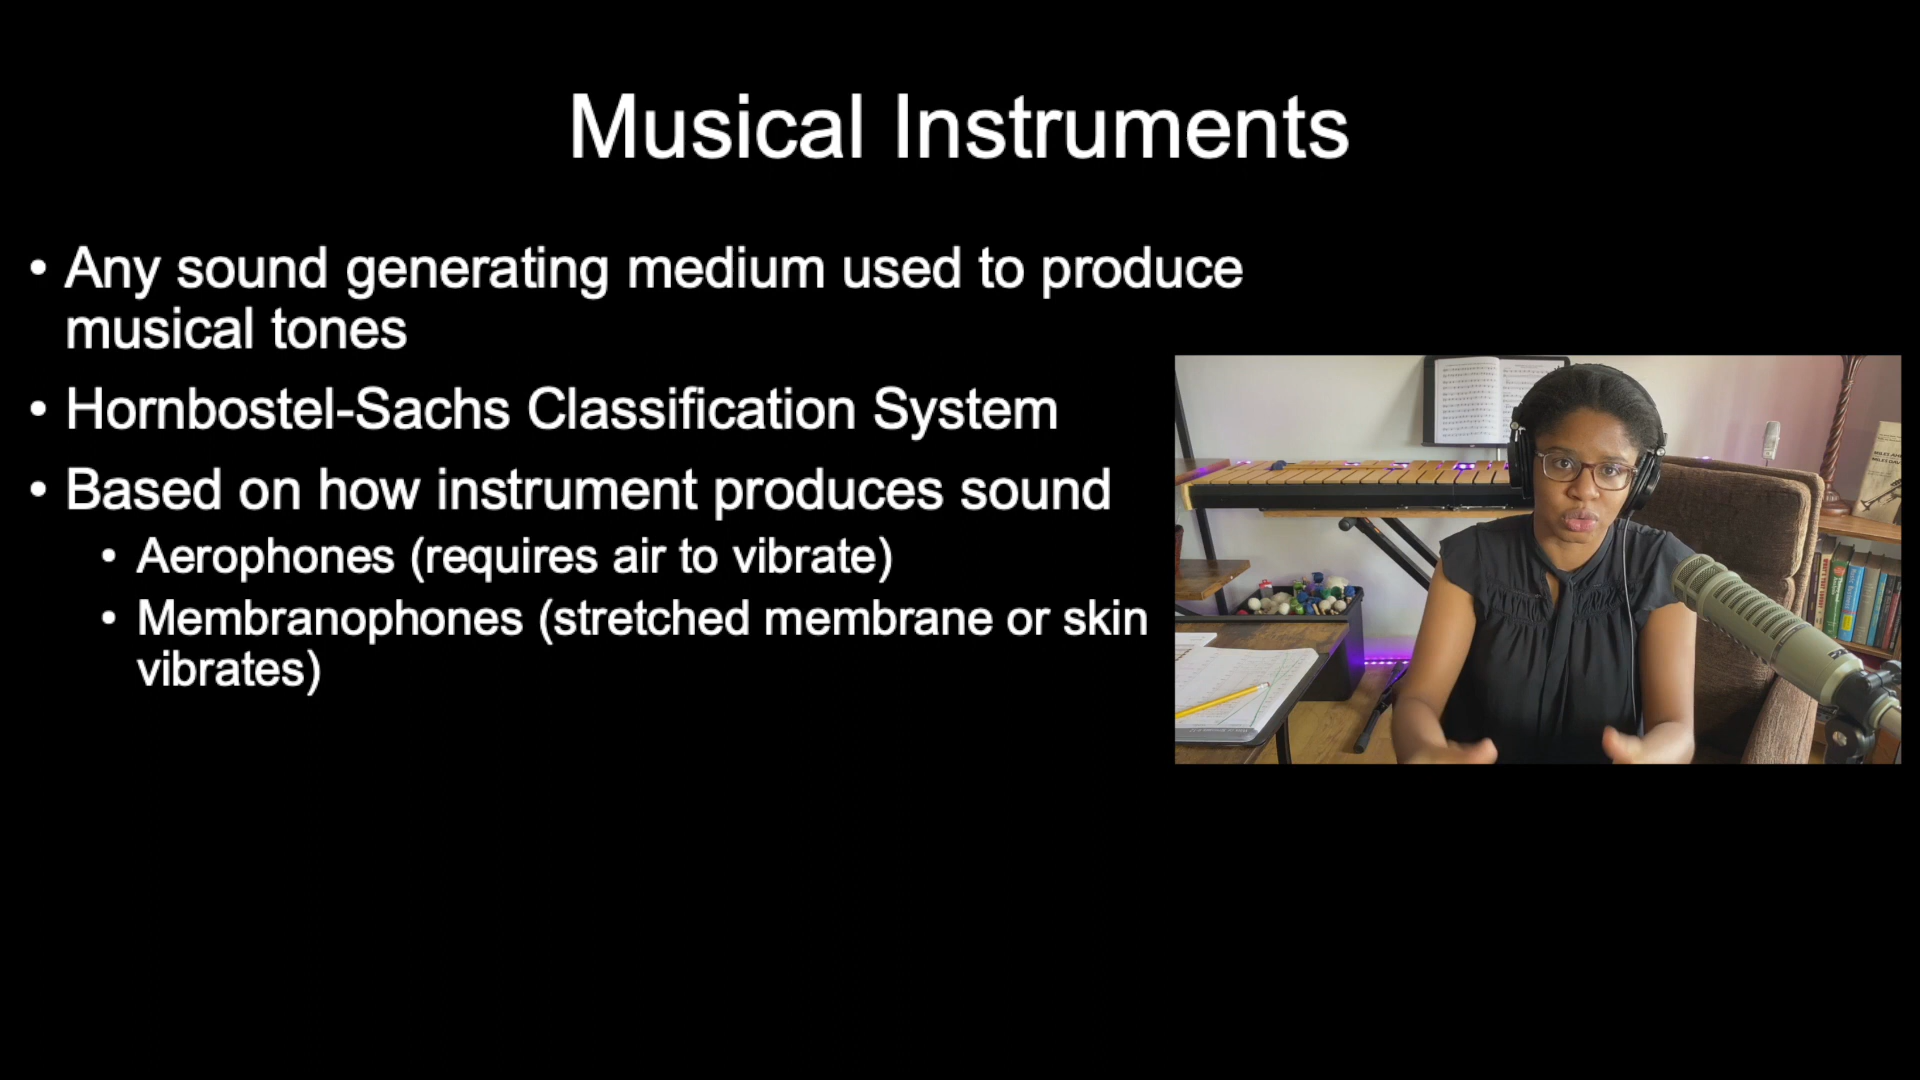 Musical Instruments
• Any sound generating medium used to produce
musical tones
• Hornbostel-Sachs Classification System
• Based on how instrument produces sound
• Aerophones (requires air to vibrate)
• Membranophones (stretched membrane or skin
vibrates)